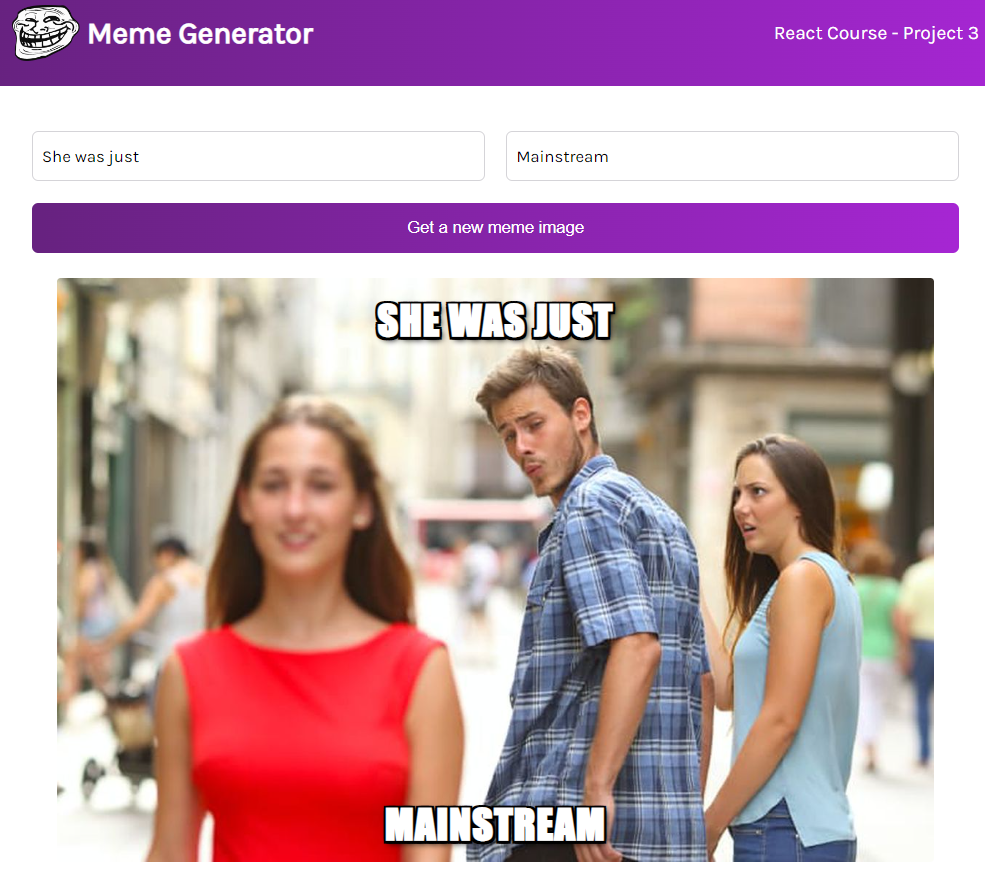 Meme Generator
React Course - Project 3
She was just
Mainstream
Get a new meme image
SHE WAS JUST
MAINSTREAM